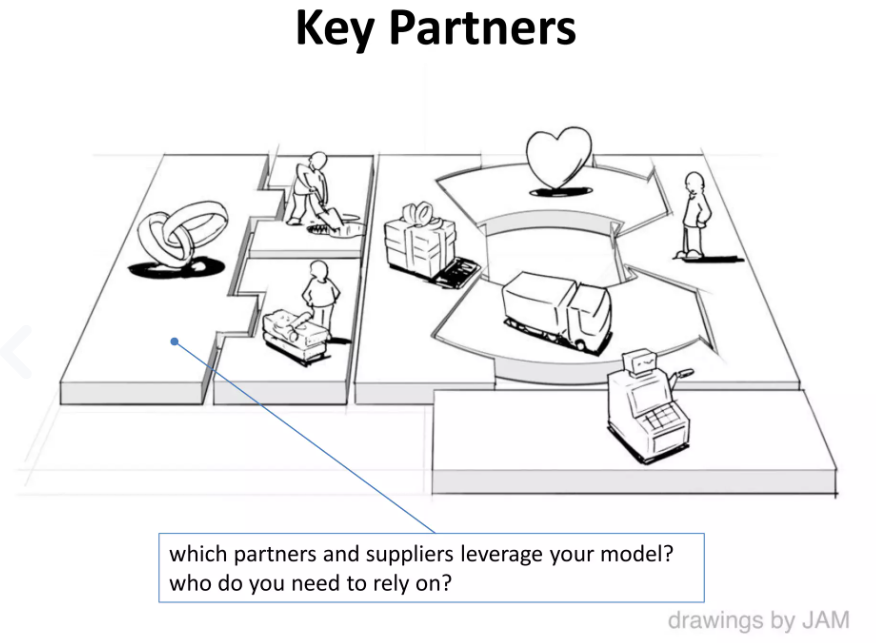 Key Partners
which partners and suppliers leverage your model?
who do you need to rely on?
drawings by JAM